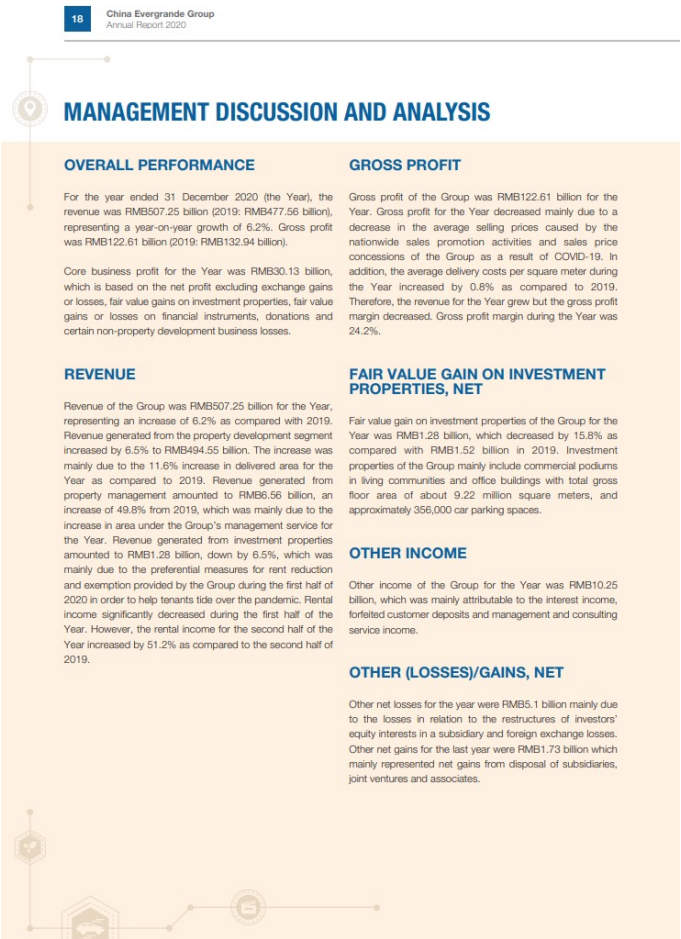 18
China Evergrande Group
Annual Report 2020
MANAGEMENT DISCUSSION AND ANALYSIS
OVERALL PERFORMANCE
For the year ended 31 December 2020 (the Year), the
revenue was RMB507.25 billion (2019: RMB477.56 billion),
representing a year-on-year growth of 6.2%. Gross profit
was RMB122.61 billion (2019: RMB132.94 billion).
Core business profit for the Year was RMB30.13 billion,
which is based on the net profit excluding exchange gains
or losses, fair value gains on investment properties, fair value
gains or losses on financial instruments, donations and
certain non-property development business losses.
REVENUE
Revenue of the Group was RMB507.25 billion for the Year,
representing an increase of 6.2% as compared with 2019.
Revenue generated from the property development segment
increased by 6.5% to RMB494.55 billion. The increase was
mainly due to the 11.6% increase in delivered area for the
Year as compared to 2019. Revenue generated from
property management amounted to RMB6.56 billion, an
increase of 49.8% from 2019, which was mainly due to the
increase in area under the Group's management service for
the Year. Revenue generated from investment properties
amounted to RMB1.28 billion, down by 6.5%, which was
mainly due to the preferential measures for rent reduction
and exemption provided by the Group during the first half of
2020 in order to help tenants tide over the pandemic. Rental
income significantly decreased during the first half of the
Year. However, the rental income for the second half of the
Year increased by 51.2% as compared to the second half of
2019.
GROSS PROFIT
Gross profit of the Group was RMB122.61 billion for the
Year. Gross profit for the Year decreased mainly due to a
decrease in the average selling prices caused by the
nationwide sales promotion activities and sales price
concessions of the Group as a result of COVID-19. In
addition, the average delivery costs per square meter during
the Year increased by 0.8% as compared to 2019.
Therefore, the revenue for the Year grew but the gross profit
margin decreased. Gross profit margin during the Year was
24.2%.
FAIR VALUE GAIN ON INVESTMENT
PROPERTIES, NET
Fair value gain on investment properties of the Group for the
Year was RMB1.28 billion, which decreased by 15.8% as
compared with RMB1.52 billion in 2019. Investment
properties of the Group mainly include commercial podiums
in living communities and office buildings with total gross
floor area of about 9.22 million square meters, and
approximately 356,000 car parking spaces.
OTHER INCOME
Other income of the Group for the Year was RMB10.25
billion, which was mainly attributable to the interest income,
forfeited customer deposits and management and consulting
service income.
OTHER (LOSSES)/GAINS, NET
Other net losses for the year were RMB5.1 billion mainly due
to the losses in relation to the restructures of investors'
equity interests in a subsidiary and foreign exchange losses.
Other net gains for the last year were RMB1.73 billion which
mainly represented net gains from disposal of subsidiaries,
joint ventures and associates.